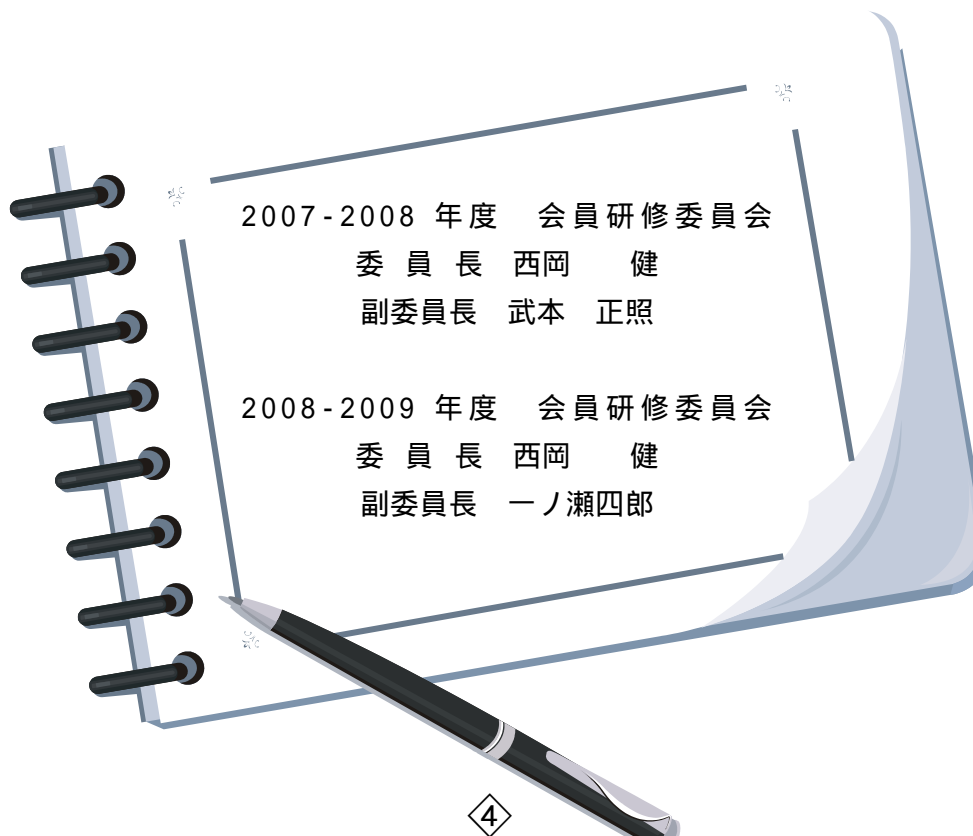 2007-2008 年度　会員研修委員会
委 員 長　西岡　　健
副委員長　武本　正照
2008-2009 年度　会員研修委員会
委 員 長　西岡　　健
副委員長　一ノ瀬四郎
4